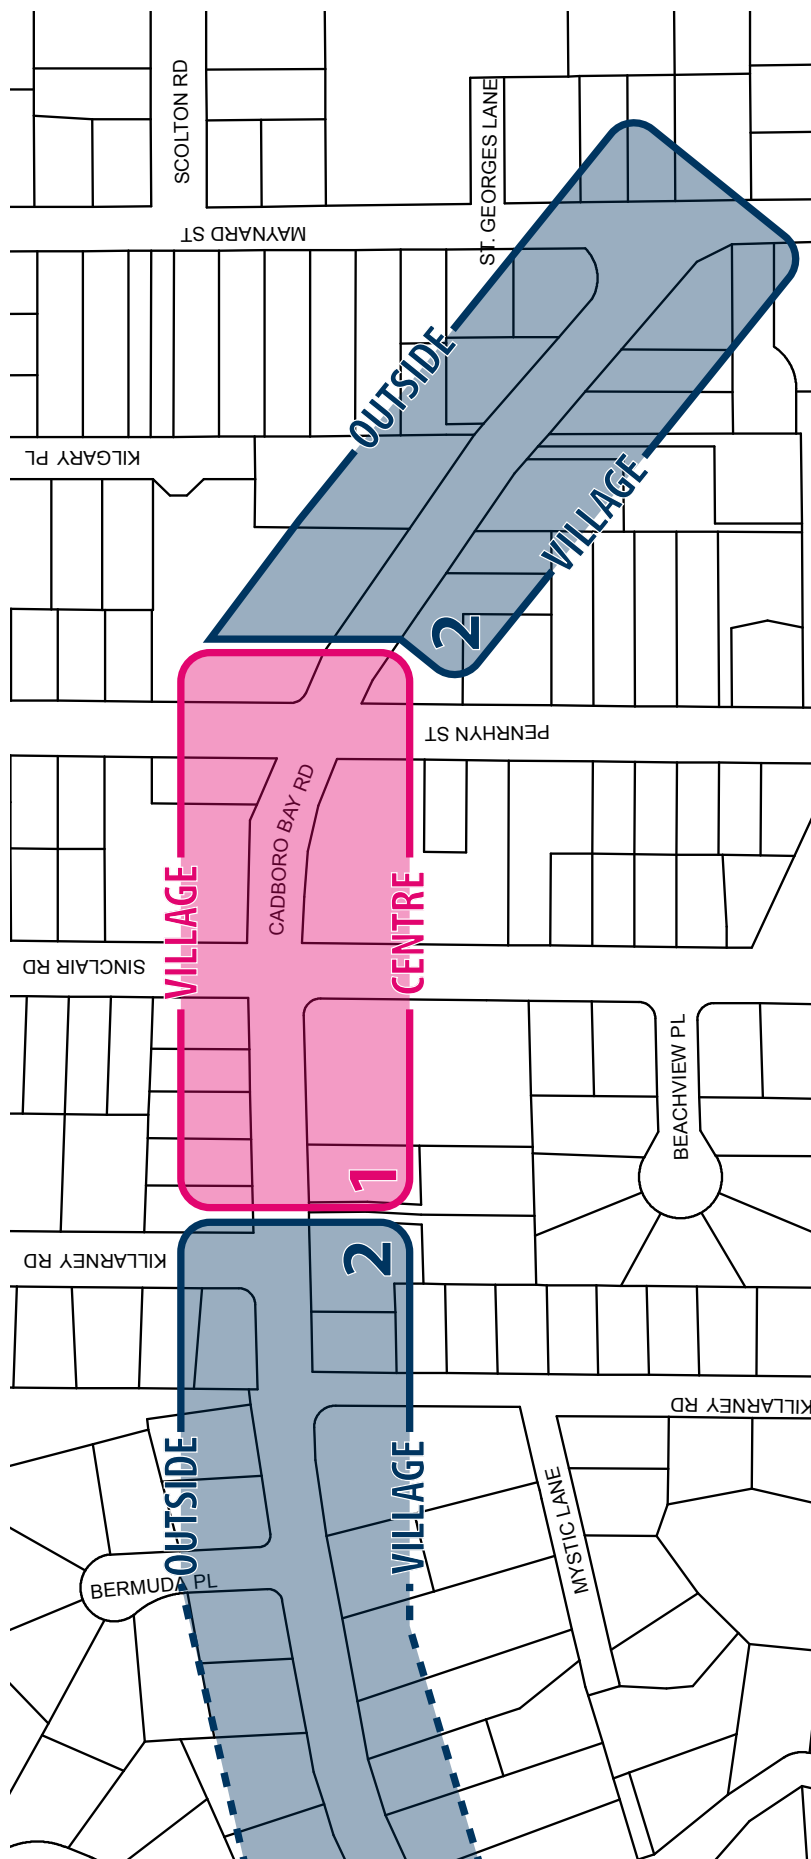 SCOLTON RD
ST. GEORGES LANE
MAYNARD ST
OUTSIDE
KILGARY PL
VILLAGE
2
PENRHYN ST
CADBORO BAY RD
VILLAGE
CENTRE
SINCLAIR RD
BEACHVIEW PL
1
KILLARNEY RD
2
KILLARNEY RD
OUTSIDE
VILLAGE
MYSTIC LANE
BERMUDA PL